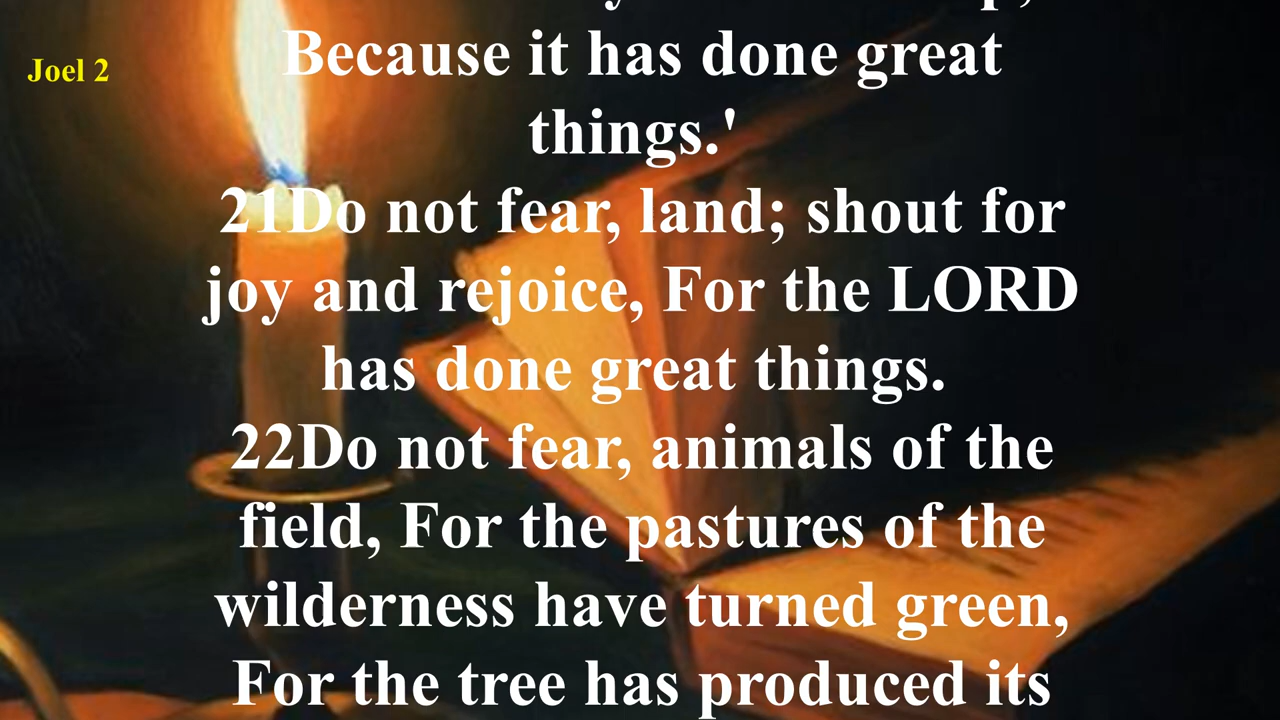 Joel 2
Because it has done great
things.'
21Do not fear, land; shout for
joy and rejoice, For the LORD
has done great things.
22Do not fear, animals of the
field, For the pastures of the
wilderness have turned green,
For the tree has produced its